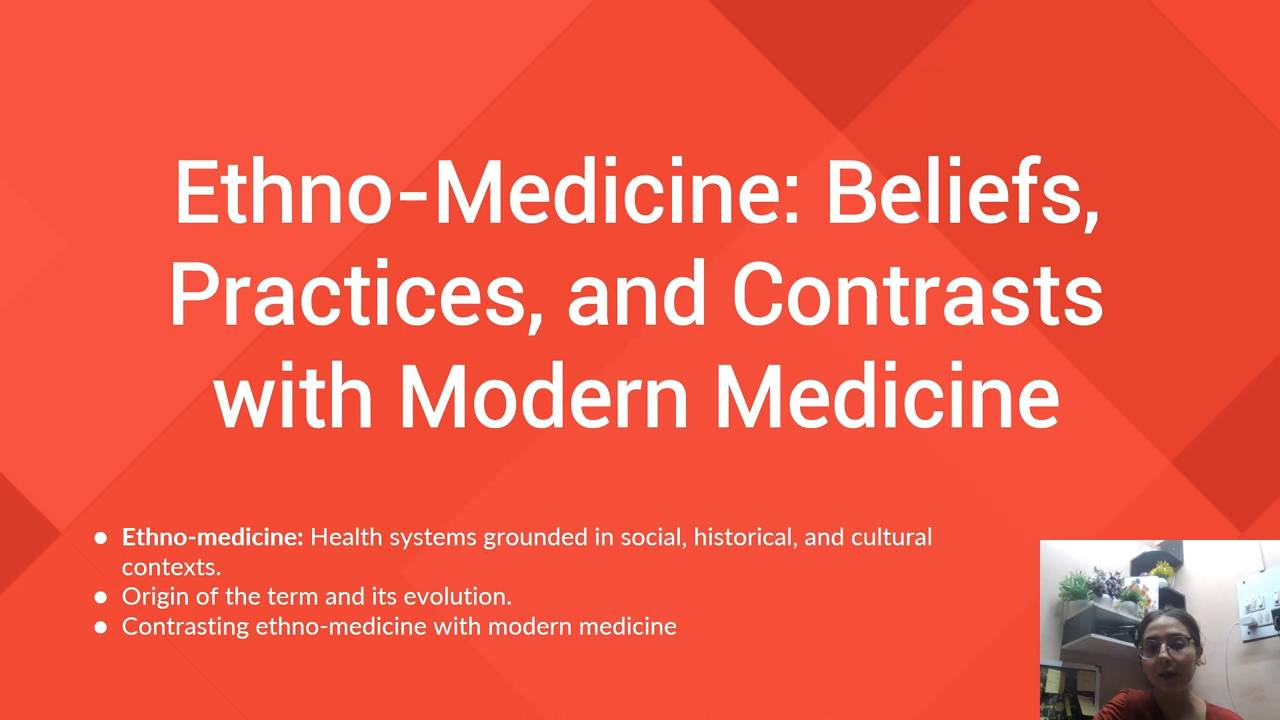 Ethno-Medicine: Beliefs,
Practices, and Contrasts
with Modern Medicine
● Ethno-medicine: Health systems grounded in social, historical, and cultural
contexts.
● Origin of the term and its evolution.
● Contrasting ethno-medicine with modern medicine